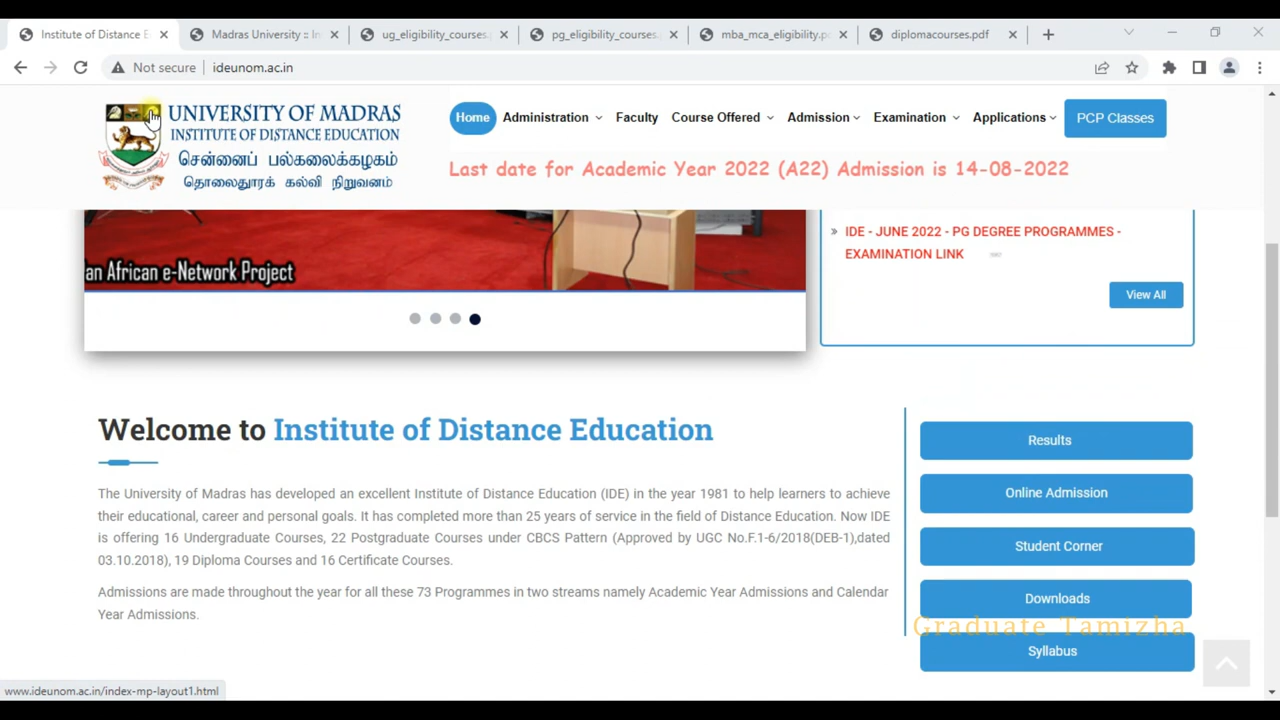 Institute of Distance E
Madras University :: In
ug_eligibility_courses.p
pg_eligibility_courses.
mba_mca_eligibility.pd
diplomacourses.pdf
Not secure
ideunom.ac.in
UNIVERSITY OF MADRAS
INSTITUTE OF DISTANCE EDUCATION
சென்னைப் பல்கலைக்கழகம்
தொலைதூரக் கல்வி நிறுவனம்
Home
Administration
Faculty
Course Offered
Admission
Examination
Applications
PCP Classes
Last date for Academic Year 2022 (A22) Admission is 14-08-2022
an African e-Network Project
» IDE - JUNE 2022 - PG DEGREE PROGRAMMES -
EXAMINATION LINK
View All
Welcome to Institute of Distance Education
The University of Madras has developed an excellent Institute of Distance Education (IDE) in the year 1981 to help learners to achieve
their educational, career and personal goals. It has completed more than 25 years of service in the field of Distance Education. Now IDE
is offering 16 Undergraduate Courses, 22 Postgraduate Courses under CBCS Pattern (Approved by UGC No.F.1-6/2018(DEB-1),dated
03.10.2018), 19 Diploma Courses and 16 Certificate Courses.
Admissions are made throughout the year for all these 73 Programmes in two streams namely Academic Year Admissions and Calendar
Year Admissions.
Results
Online Admission
Student Corner
Downloads
Graduate Tamizha
Syllabus
www.ideunom.ac.in/index-mp-layout1.html